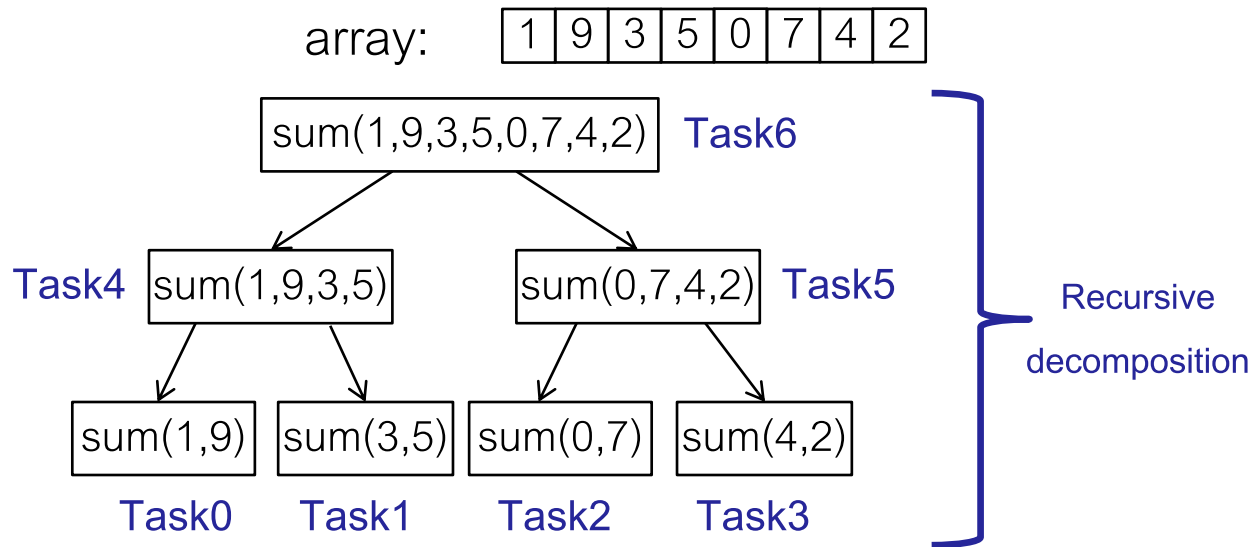 array: 1 9 3 5 0 7 4 2
sum(1,9,3,5,0,7,4,2) Task6
Task4 sum(1,9,3,5) sum(0,7,4,2) Task5
Recursive
decomposition
sum(1,9) sum(3,5) sum(0,7) sum(4,2)
Task0 Task1 Task2 Task3